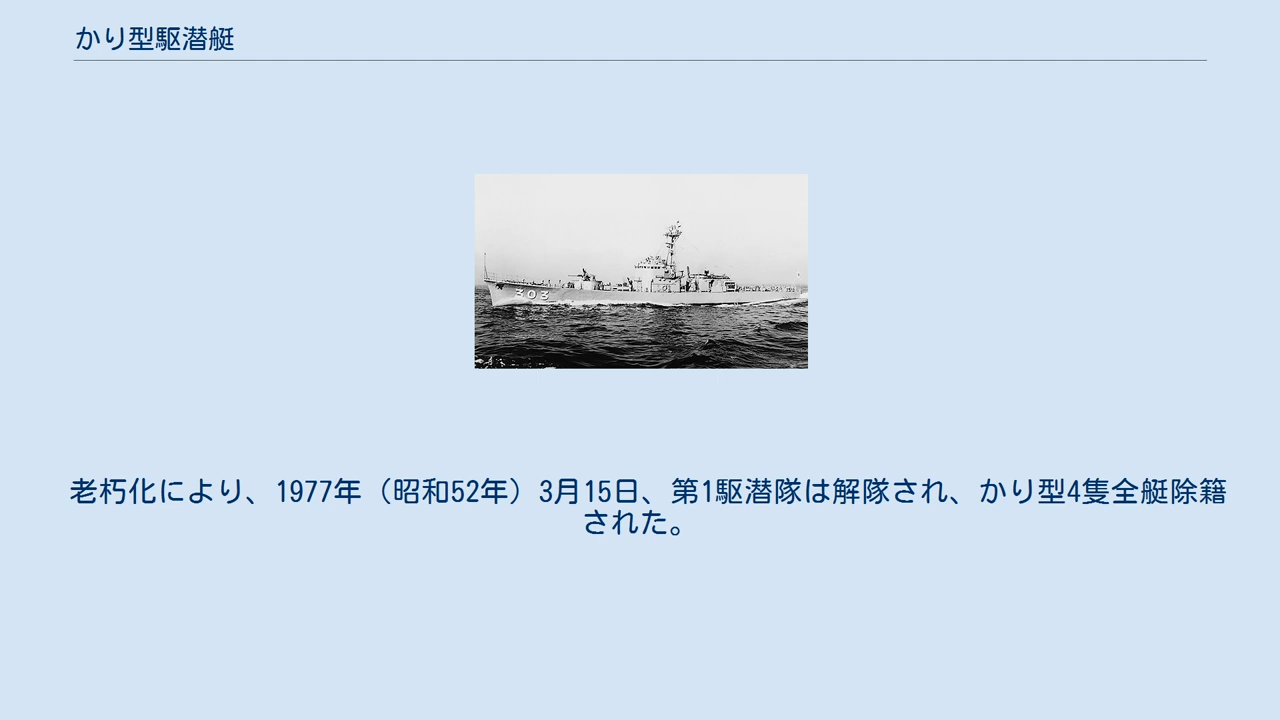 かり型駆潜艇
303
老朽化により、1977年（昭和52年）3月15日、第1駆潜隊は解隊され、かり型4隻全艇除籍
された。